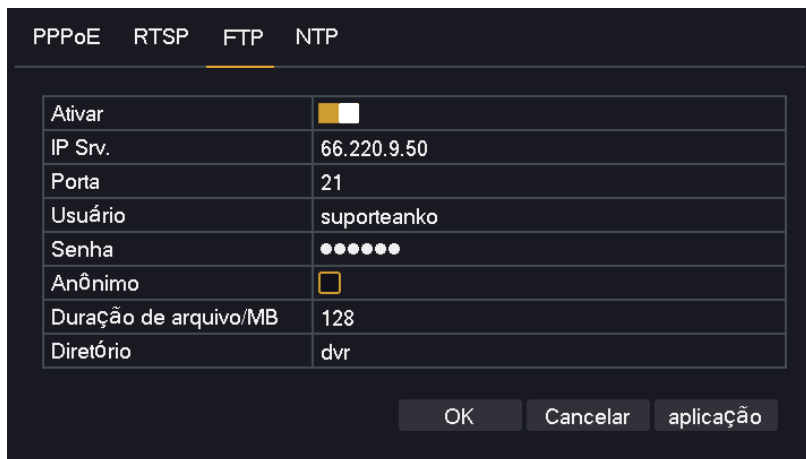 PPPoE RTSP FTP NTP
Ativar
IP Srv. 66.220.9.50
Porta 21
Usuário suporteanko
Senha ●●●●●●
Anônimo
Duração de arquivo/MB 128
Diretório dvr
OK Cancelar aplicação